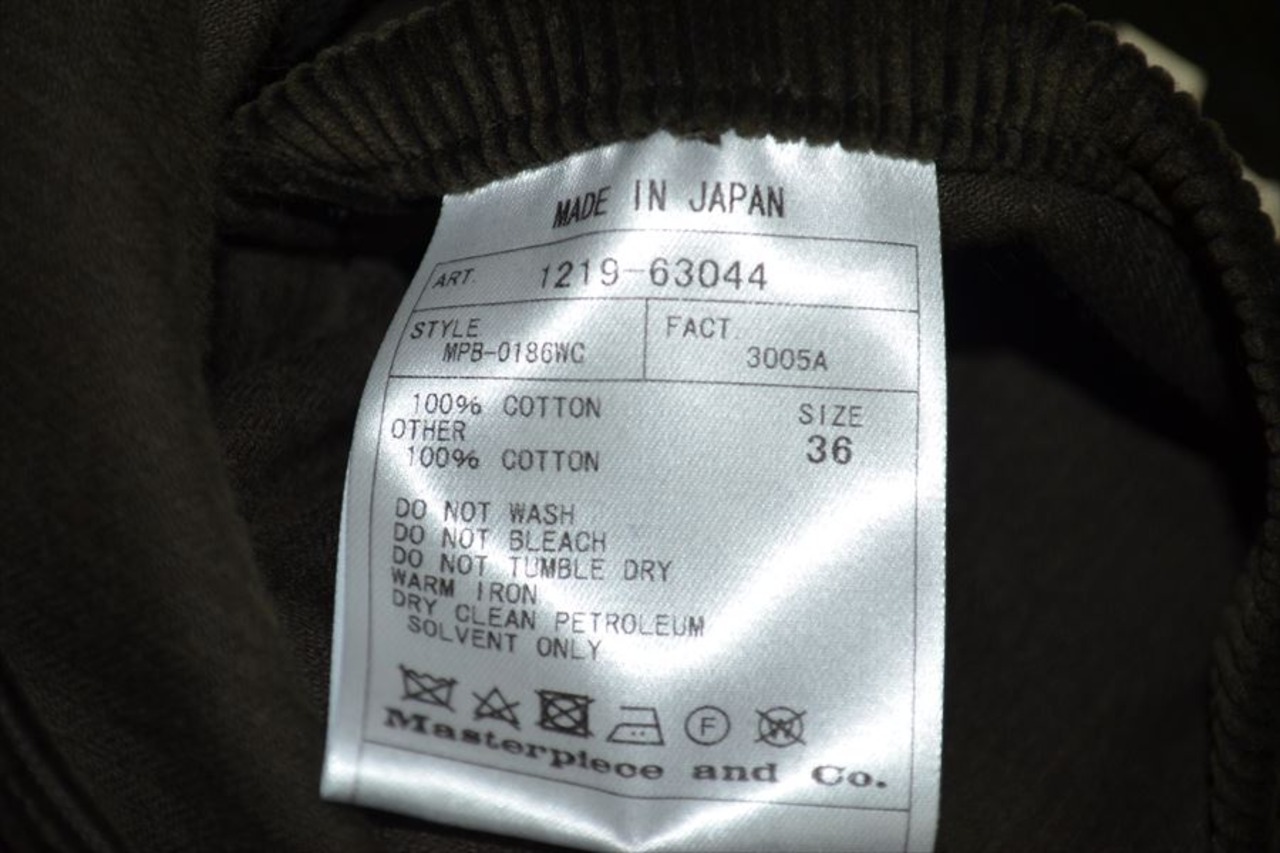 MADE IN JAPAN
ART. 1219-63044
STYLE
MPB-0186WC
FACT
3005A
100% COTTON
OTHER
100% COTTON
SIZE
36
DO NOT WASH
DO NOT BLEACH
DO NOT TUMBLE DRY
WARM IRON
DRY CLEAN PETROLEUM
SOLVENT ONLY
F W
Masterpiece and Co.